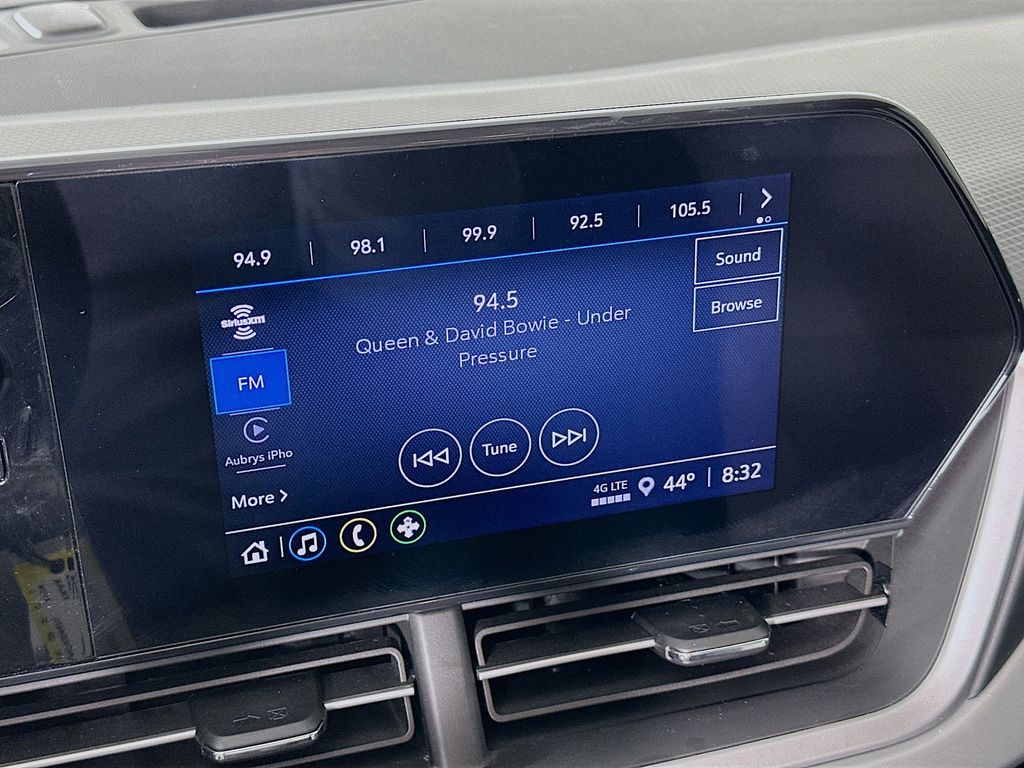 94.9 | 98.1 | 99.9 | 92.5 | 105.5
Sound
Browse
94.5
Queen & David Bowie - Under
Pressure
SiriusXM
FM
Aubrys iPho
More
Tune
4G LTE
44° | 8:32